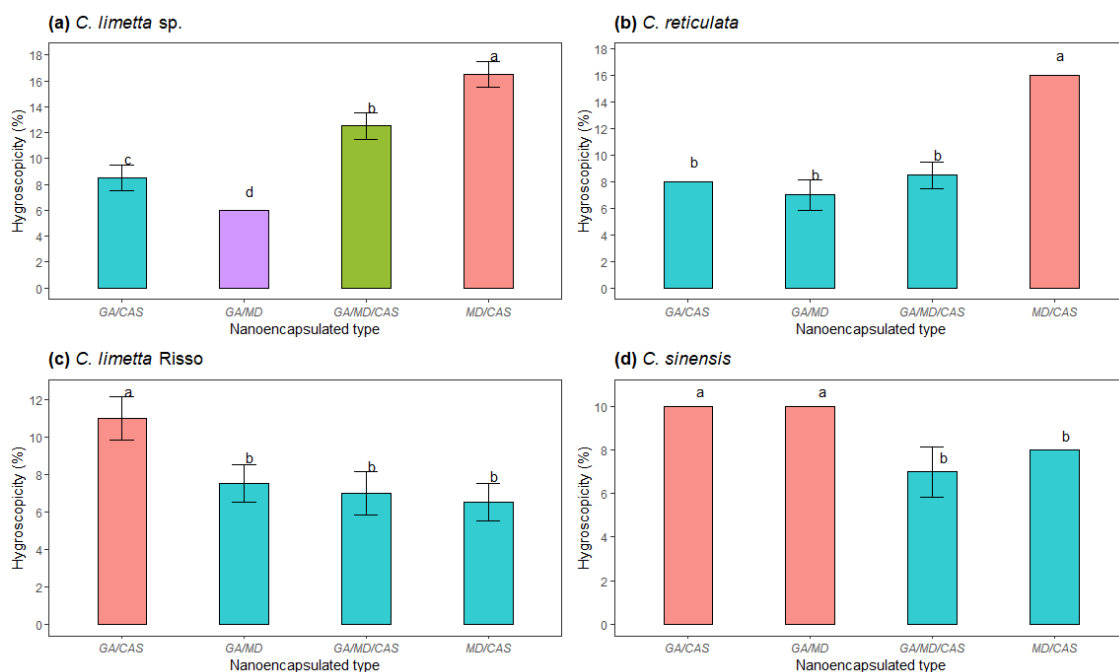 (a) C. limetta sp.
Hygroscopicity (%)
18
16
14
12
10
8
6
4
2
0
c
d
b
a
GA/CAS
GA/MD
GA/MD/CAS
MD/CAS
Nanoencapsulated type
(b) C. reticulata
Hygroscopicity (%)
18
16
14
12
10
8
6
4
2
0
b
b
b
a
GA/CAS
GA/MD
GA/MD/CAS
MD/CAS
Nanoencapsulated type
(c) C. limetta Risso
Hygroscopicity (%)
12
10
8
6
4
2
0
a
b
b
b
GA/CAS
GA/MD
GA/MD/CAS
MD/CAS
Nanoencapsulated type
(d) C. sinensis
Hygroscopicity (%)
10
8
6
4
2
0
a
a
b
b
GA/CAS
GA/MD
GA/MD/CAS
MD/CAS
Nanoencapsulated type